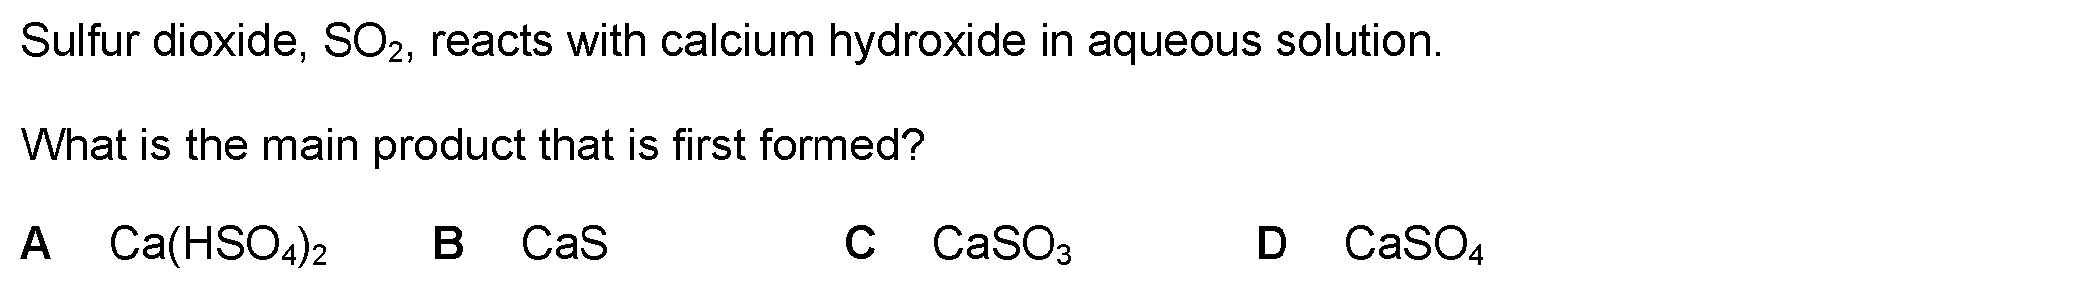 Sulfur dioxide, SO₂, reacts with calcium hydroxide in aqueous solution.
What is the main product that is first formed?
A Ca(HSO₄)₂ B CaS C CaSO₃ D CaSO₄